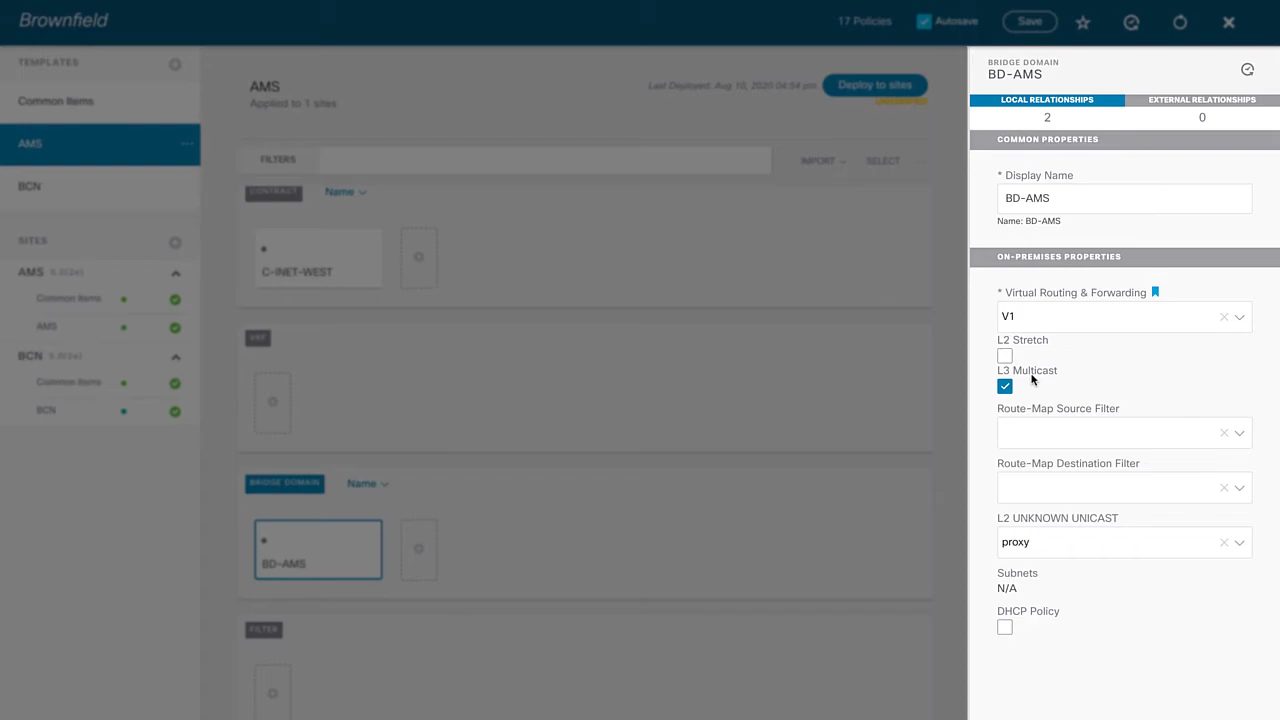 Brownfield
17 Policies
Autosave
Save
TEMPLATES
Common Items
AMS
BCN
SITES
AMS
Common Items
AMS
BCN
Common Items
BCN
AMS
Applied to 1 sites
Last Deployed: Aug 10, 2020 04:54 pm
Deploy to sites
FILTERS
IMPORT
SELECT
CONTRACT
Name
C-INET-WEST
VRF
BRIDGE DOMAIN
Name
BD-AMS
FILTER
BRIDGE DOMAIN
BD-AMS
LOCAL RELATIONSHIPS
EXTERNAL RELATIONSHIPS
2
0
COMMON PROPERTIES
* Display Name
BD-AMS
Name: BD-AMS
ON-PREMISES PROPERTIES
* Virtual Routing & Forwarding
V1
L2 Stretch
L3 Multicast
Route-Map Source Filter
Route-Map Destination Filter
L2 UNKNOWN UNICAST
proxy
Subnets
N/A
DHCP Policy